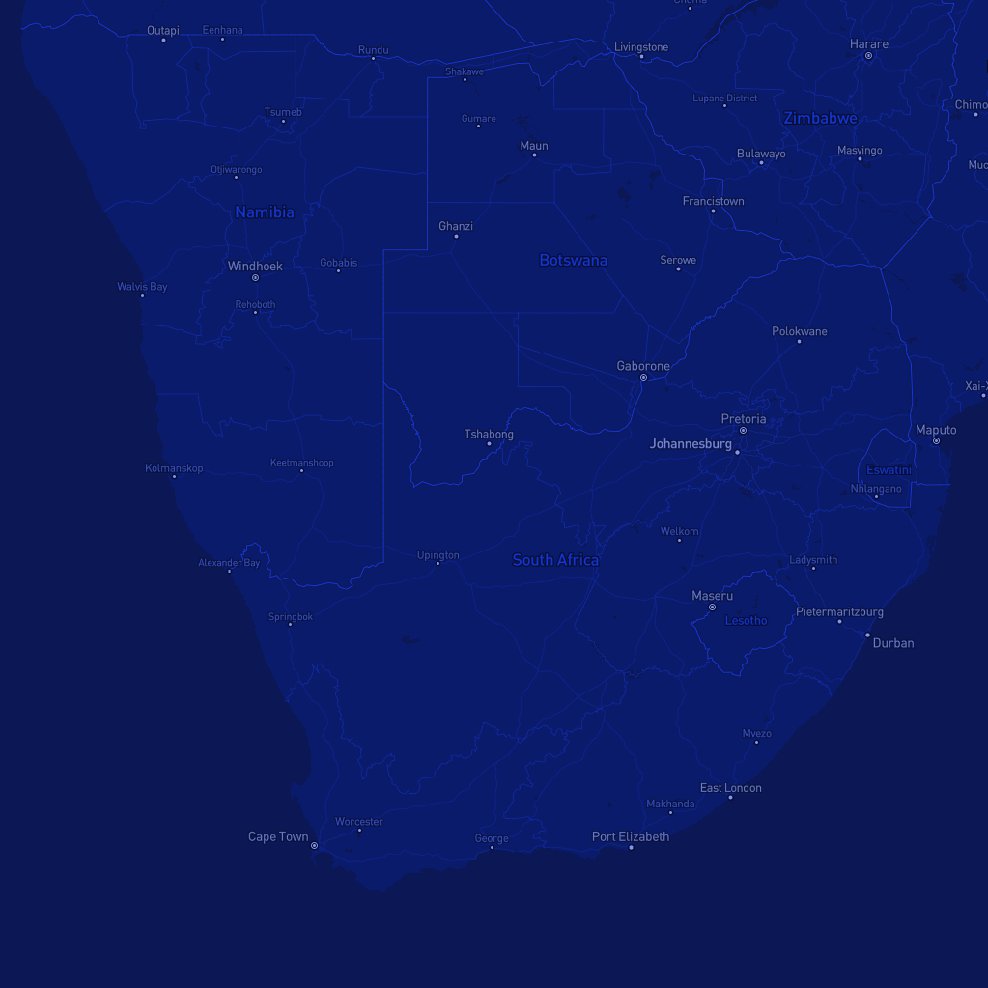 Outapi
Eenhana
Rundu
Livingstone
Harare
Shakawe
Lupane District
Chimo
Tsumeb
Gumare
Zimbabwe
Maun
Bulawayo
Masvingo
Muc
Otjiwarongo
Francistown
Namibia
Ghanzi
Botswana
Serowe
Windhoek
Gobabis
Walvis Bay
Rehoboth
Polokwane
Gaborone
Xai-X
Pretoria
Maputo
Tshabong
Johannesburg
Kolmanskop
Keetmanshoop
Eswatini
Nhlangano
Welkom
Upington
South Africa
Alexander Bay
Ladysmith
Maseru
Springbok
Lesotho
Pietermaritzburg
Durban
Mvezo
East London
Makhanda
Worcester
Cape Town
George
Port Elizabeth